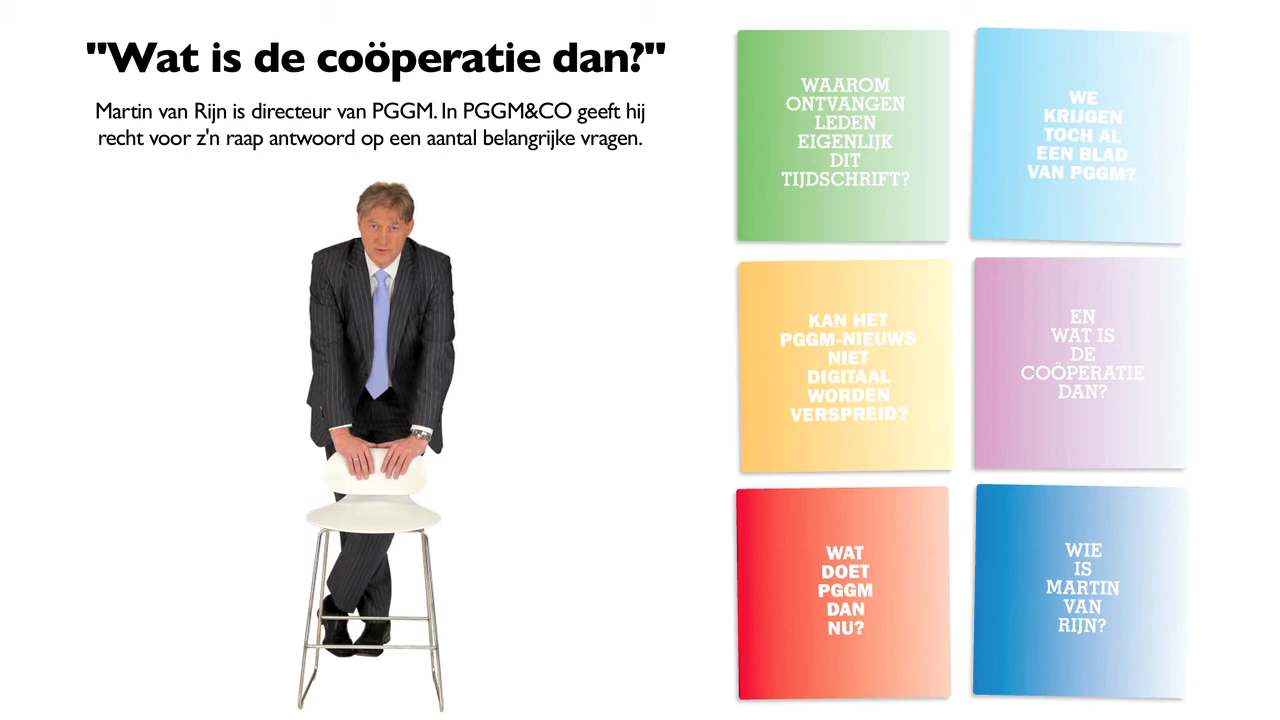 "Wat is de coöperatie dan?"
Martin van Rijn is directeur van PGGM. In PGGM&CO geeft hij
recht voor z'n raap antwoord op een aantal belangrijke vragen.
WAAROM
ONTVANGEN
LEDEN
EIGENLIJK
DIT
TIJDSCHRIFT?
WE
KRIJGEN
TOCH AL
EEN BLAD
VAN PGGM?
KAN HET
PGGM-NIEUWS
NIET
DIGITAAL
WORDEN
VERSPREID?
EN
WAT IS
DE
COÖPERATIE
DAN?
WAT
DOET
PGGM
DAN
NU?
WIE
IS
MARTIN
VAN
RIJN?